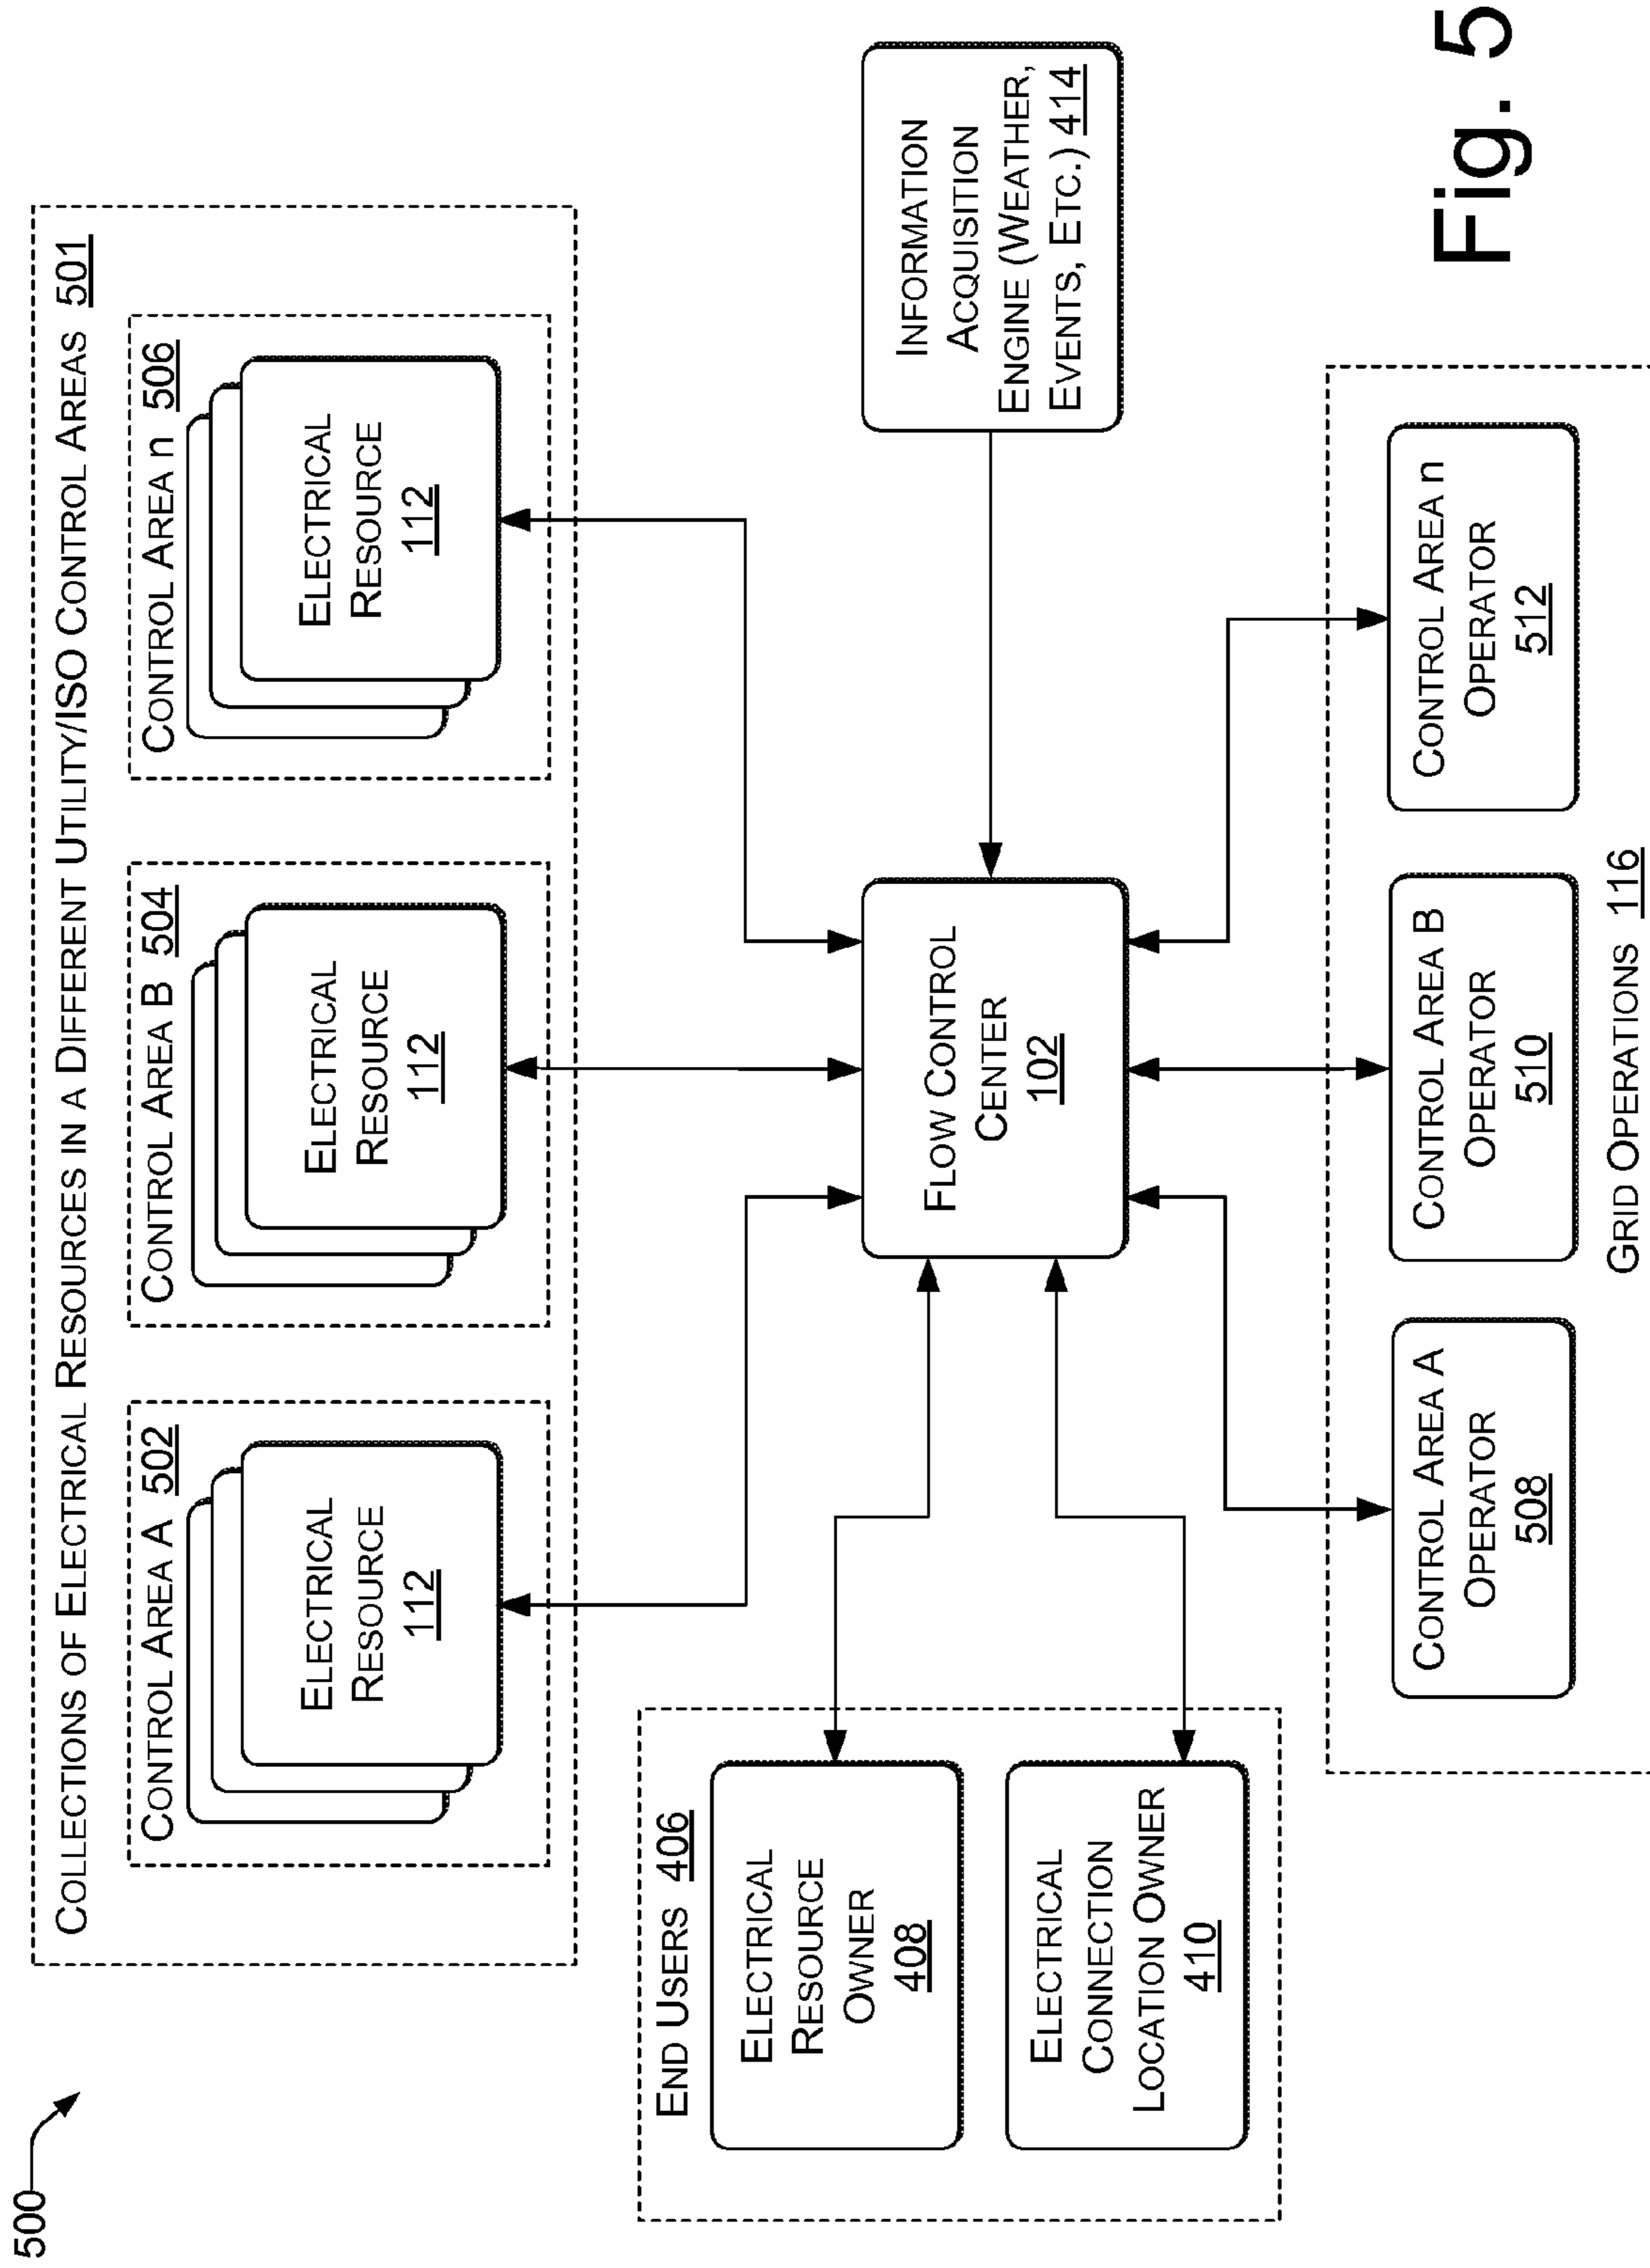 500
COLLECTIONS OF ELECTRICAL RESOURCES IN A DIFFERENT UTILITY/ISO CONTROL AREAS 501
CONTROL AREA A 502
ELECTRICAL
RESOURCE
112
CONTROL AREA B 504
ELECTRICAL
RESOURCE
112
CONTROL AREA n 506
ELECTRICAL
RESOURCE
112
END USERS 406
ELECTRICAL
RESOURCE
OWNER
408
ELECTRICAL
CONNECTION
LOCATION OWNER
410
FLOW CONTROL
CENTER
102
INFORMATION
ACQUISITION
ENGINE (WEATHER,
EVENTS, ETC.) 414
CONTROL AREA A
OPERATOR
508
CONTROL AREA B
OPERATOR
510
CONTROL AREA n
OPERATOR
512
GRID OPERATIONS 116
Fig. 5